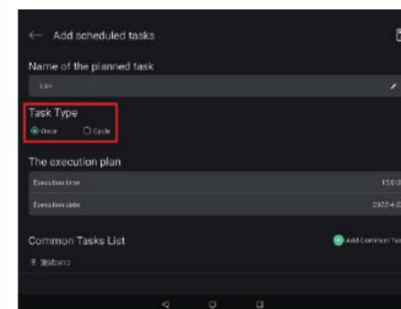 Add scheduled tasks
Name of the planned task
Task Type
Once Cycle
The execution plan
Execution time
Execution date
Common Tasks List Add Common